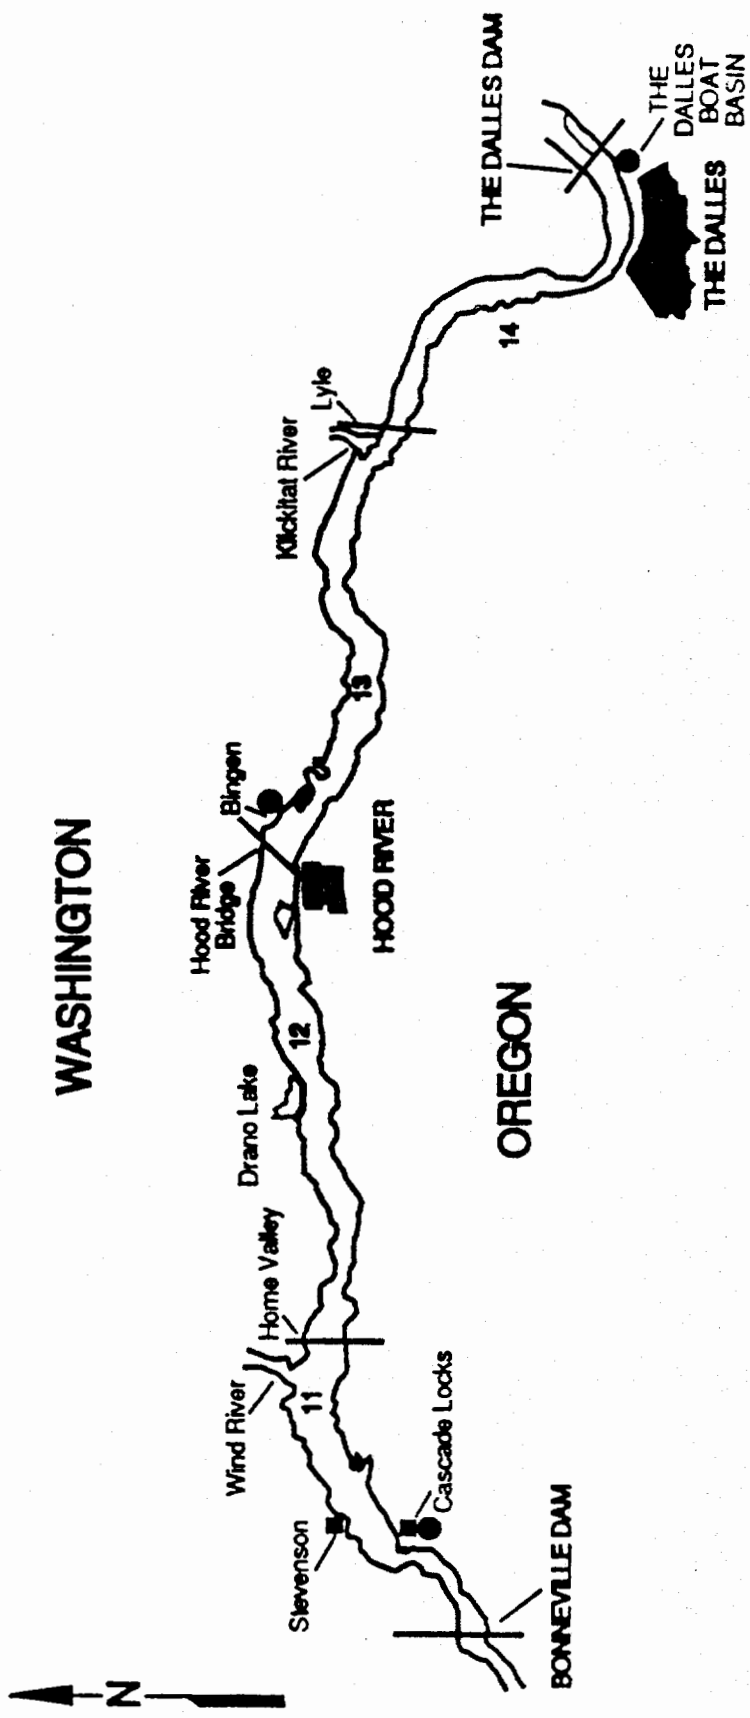 WASHINGTON
OREGON
N
BONNEVILLE DAM
Stevenson
Cascade Locks
Wind River
11
Home Valley
Drano Lake
12
Hood River
Bridge
Bingen
HOOD RIVER
13
Klickitat River
Lyle
14
THE DALLES DAM
THE DALLES
THE
DALLES
BOAT
BASIN